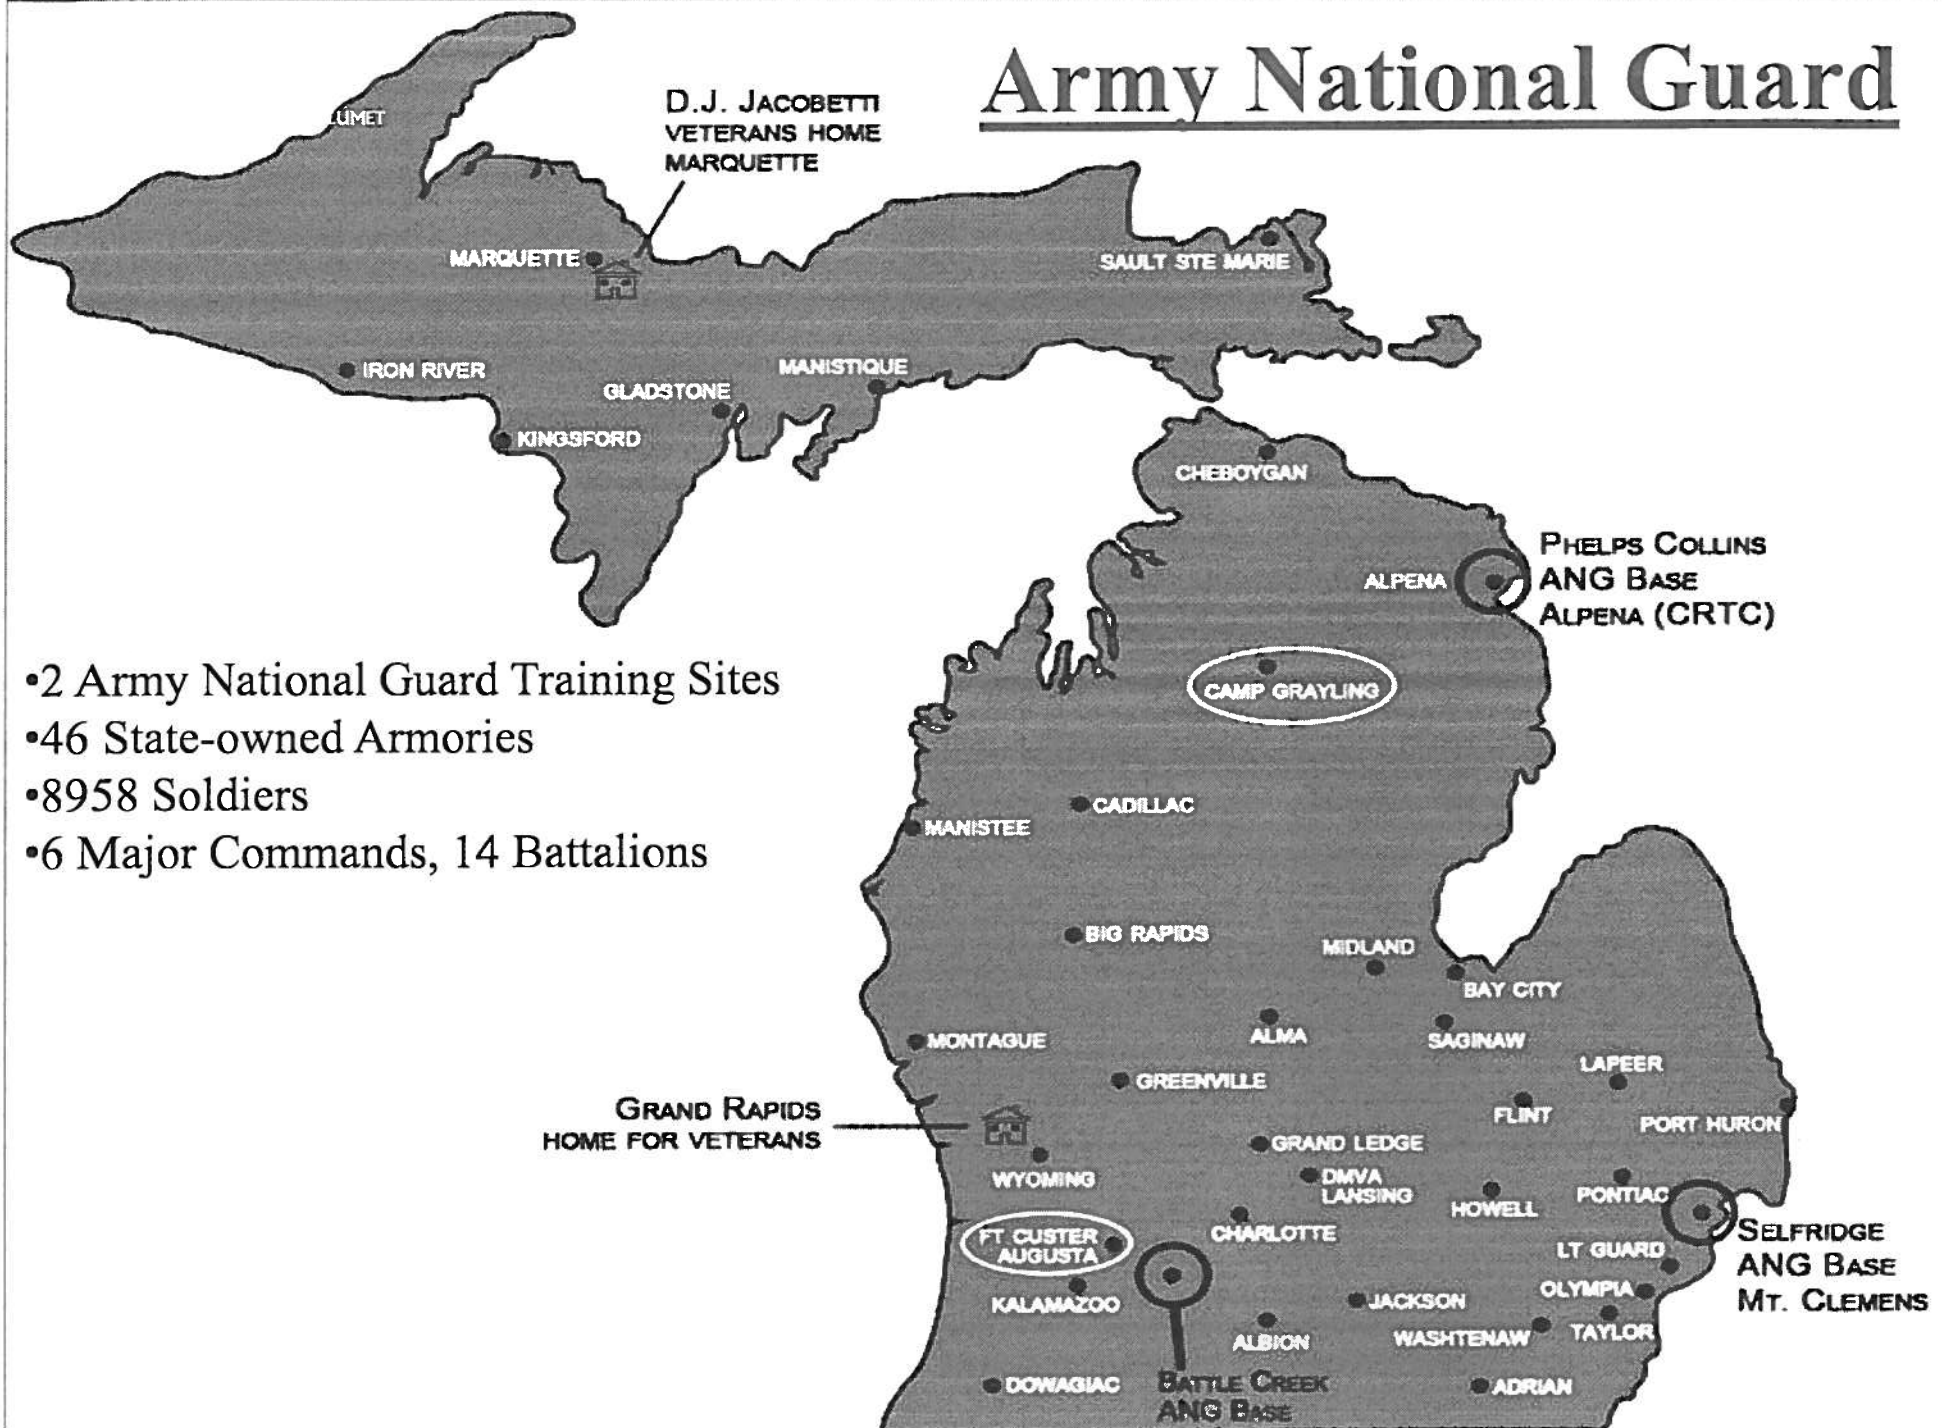 Army National Guard
D.J. JACOBETTI
VETERANS HOME
MARQUETTE
MARQUETTE
SAULT STE MARIE
IRON RIVER
MANISTIQUE
GLADSTONE
KINGSFORD
CHEBOYGAN
PHELPS COLLINS
ANG BASE
ALPENA (CRTC)
ALPENA
CAMP GRAYLING
•2 Army National Guard Training Sites
•46 State-owned Armories
•8958 Soldiers
•6 Major Commands, 14 Battalions
CADILLAC
MANISTEE
BIG RAPIDS
MIDLAND
BAY CITY
ALMA
SAGINAW
MONTAGUE
LAPEER
GREENVILLE
FLINT
PORT HURON
GRAND RAPIDS
HOME FOR VETERANS
GRAND LEDGE
WYOMING
DMVA
LANSING
HOWELL
PONTIAC
CHARLOTTE
FT CUSTER
AUGUSTA
SELFRIDGE
ANG BASE
MT. CLEMENS
LT GUARD
OLYMPIA
KALAMAZOO
JACKSON
ALBION
WASHTENAW
TAYLOR
DOWAGIAC
BATTLE CREEK
ANG BASE
ADRIAN